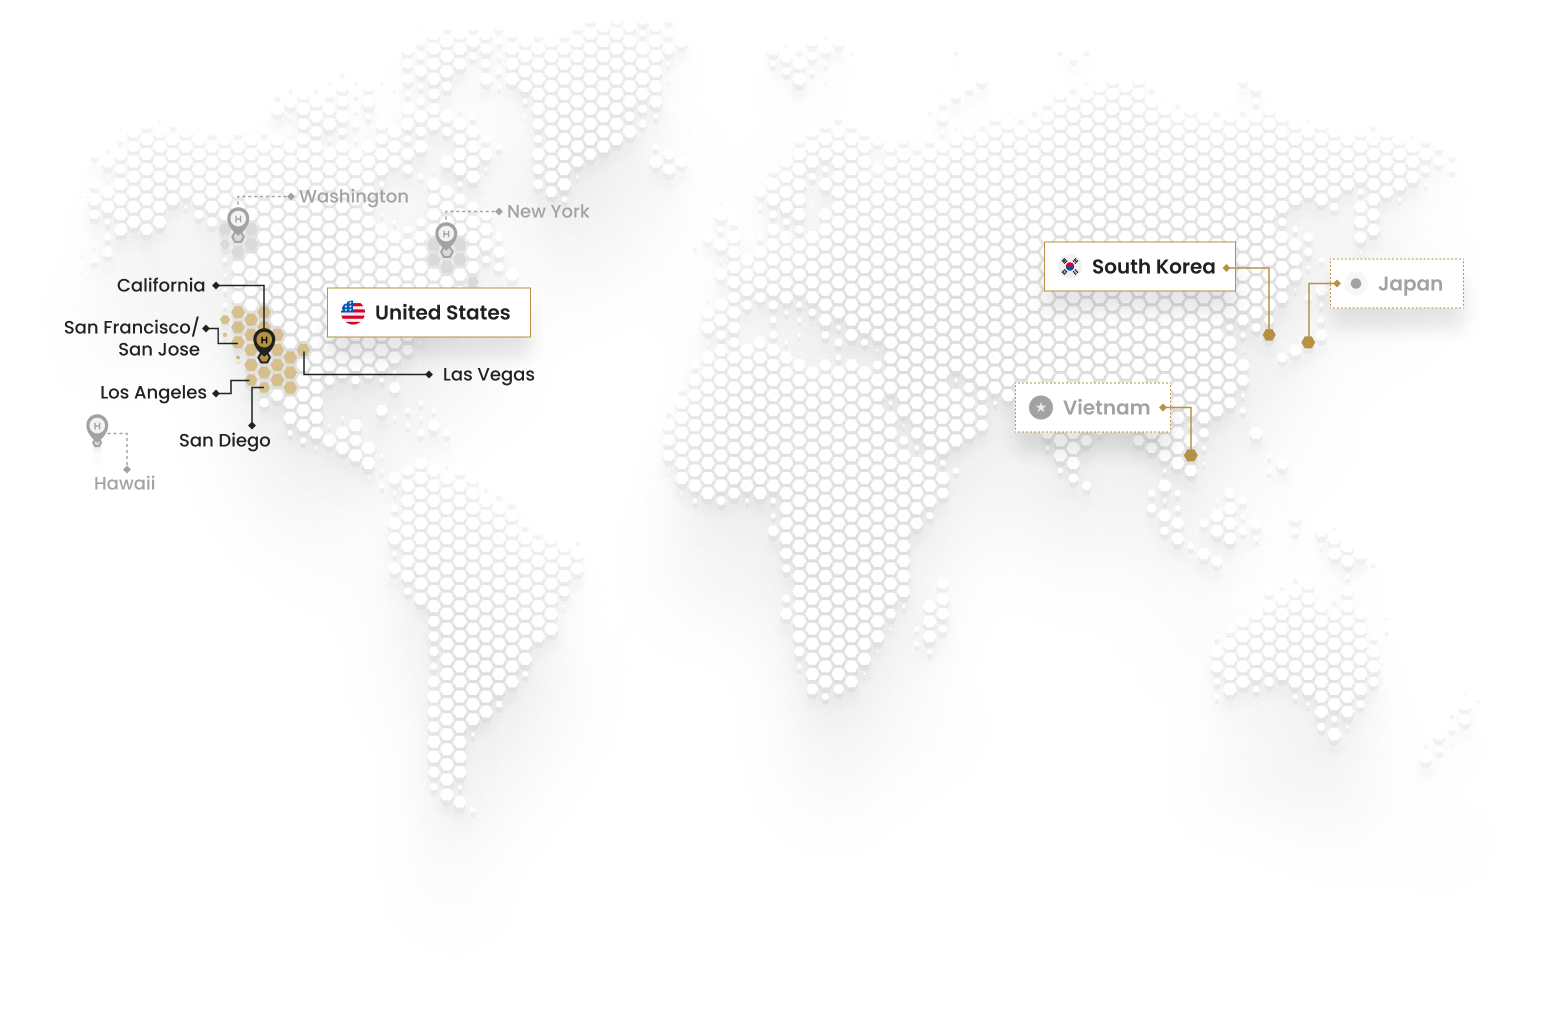 Washington
H
New York
H
South Korea
Japan
California
United States
San Francisco/
San Jose
H
Las Vegas
Los Angeles
Vietnam
H
San Diego
Hawaii